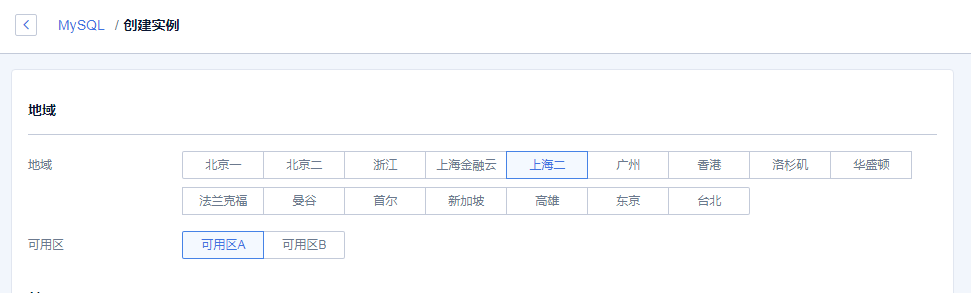 MySQL / 创建实例
地域
地域 北京一 北京二 浙江 上海金融云 上海二 广州 香港 洛杉矶 华盛顿
法兰克福 曼谷 首尔 新加坡 高雄 东京 台北
可用区 可用区A 可用区B